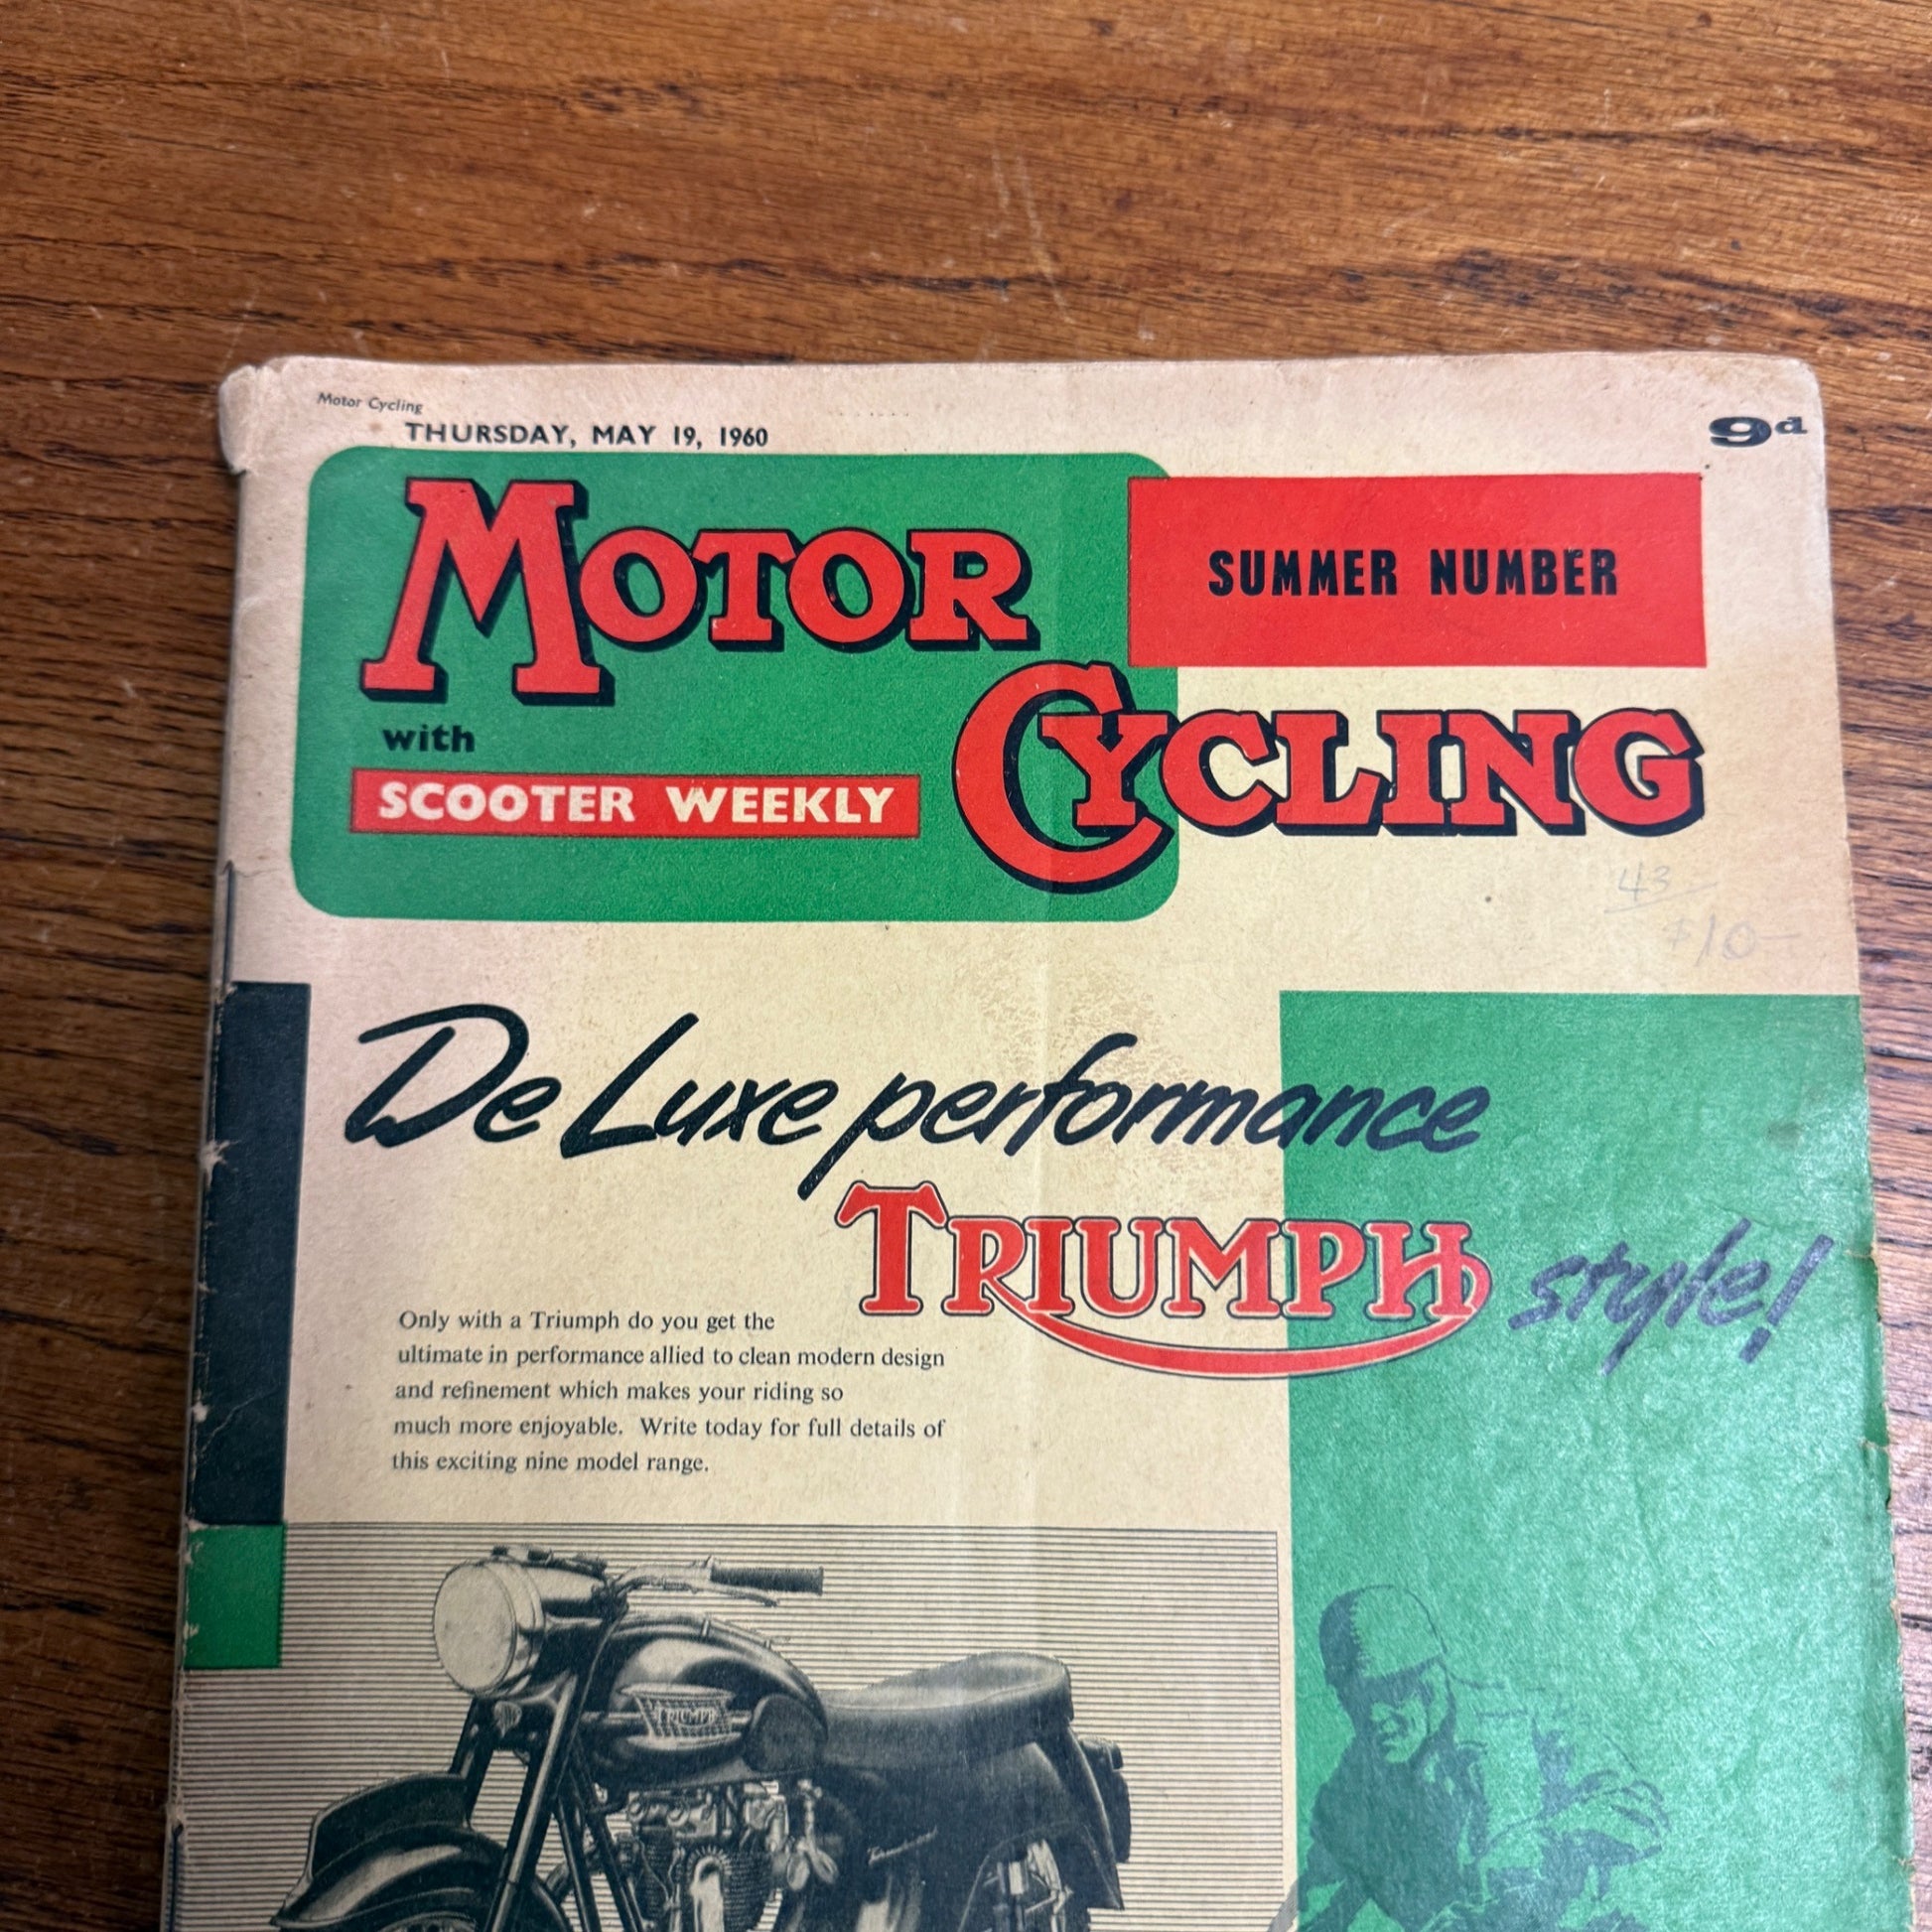 Motor Cycling
THURSDAY, MAY 19, 1960
9d
MOTOR
SUMMER NUMBER
CYCLING
with
SCOOTER WEEKLY
43
$10-
De Luxe performance
TRIUMPH style!
Only with a Triumph do you get the
ultimate in performance allied to clean modern design
and refinement which makes your riding so
much more enjoyable. Write today for full details of
this exciting nine model range.
TRIUMPH